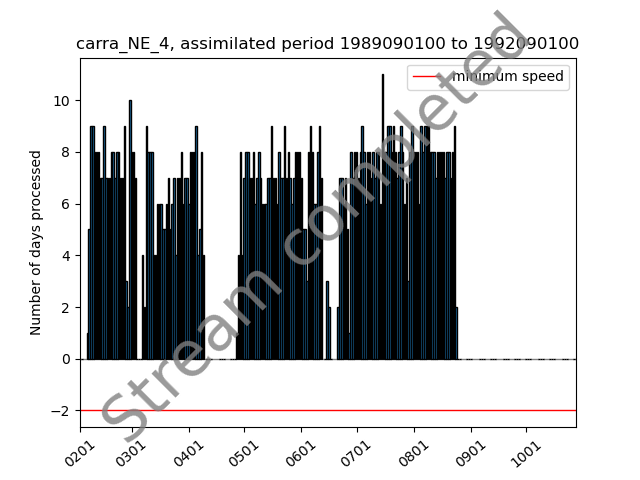 carra_NE_4, assimilated period 1989090100 to 1992090100
minimum speed
Number of days processed
10
8
6
4
2
0
−2
0201 0301 0401 0501 0601 0701 0801 0901 1001
Stream completed